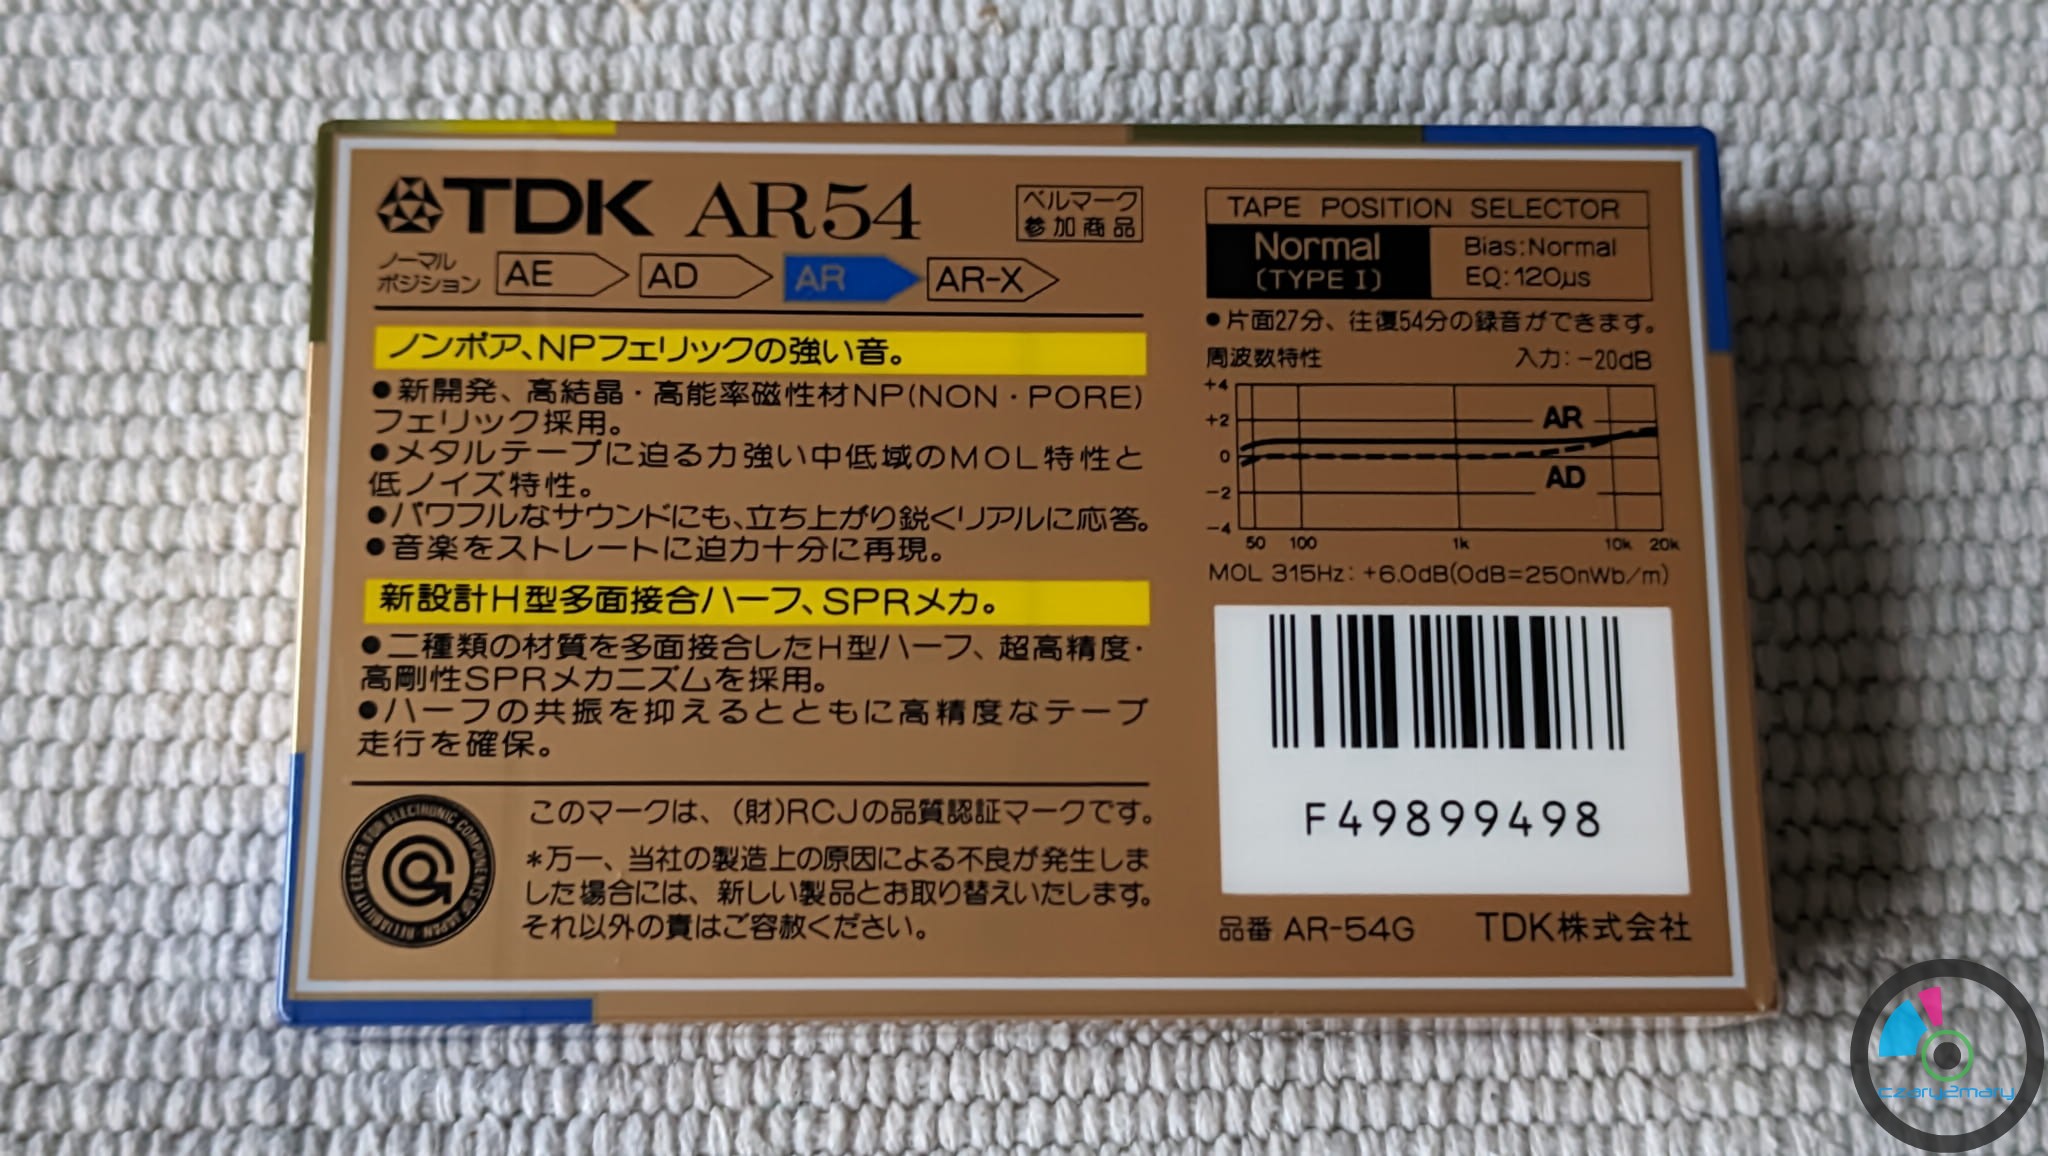 TDK AR54
ベルマーク
参加商品
ノーマル
ポジション
AE
AD
AR
AR-X
ノンポア、NPフェリックの強い音。
●新開発、高結晶・高能率磁性材NP(NON・PORE)
フェリック採用。
●メタルテープに迫る力強い中低域のMOL特性と
低ノイズ特性。
●パワフルなサウンドにも、立ち上がり鋭くリアルに応答。
●音楽をストレートに迫力十分に再現。
新設計H型多面接合ハーフ、SPRメカ。
●二種類の材質を多面接合したH型ハーフ、超高精度・
高剛性SPRメカニズムを採用。
●ハーフの共振を抑えるとともに高精度なテープ
走行を確保。
RELIABILITY CENTER FOR ELECTRONIC COMPONENTS OF JAPAN
このマークは、(財)RCJの品質認証マークです。
*万一、当社の製造上の原因による不良が発生しま
した場合には、新しい製品とお取り替えいたします。
それ以外の責はご容赦ください。
TAPE POSITION SELECTOR
Normal
(TYPE I)
Bias:Normal
EQ:120μs
●片面27分、往復54分の録音ができます。
周波数特性 入力:-20dB
+4
+2
0
-2
-4
AR
AD
50 100 1k 10k 20k
MOL 315Hz: +6.0dB(0dB=250nWb/m)
F49899498
品番 AR-54G TDK株式会社
czary2mary